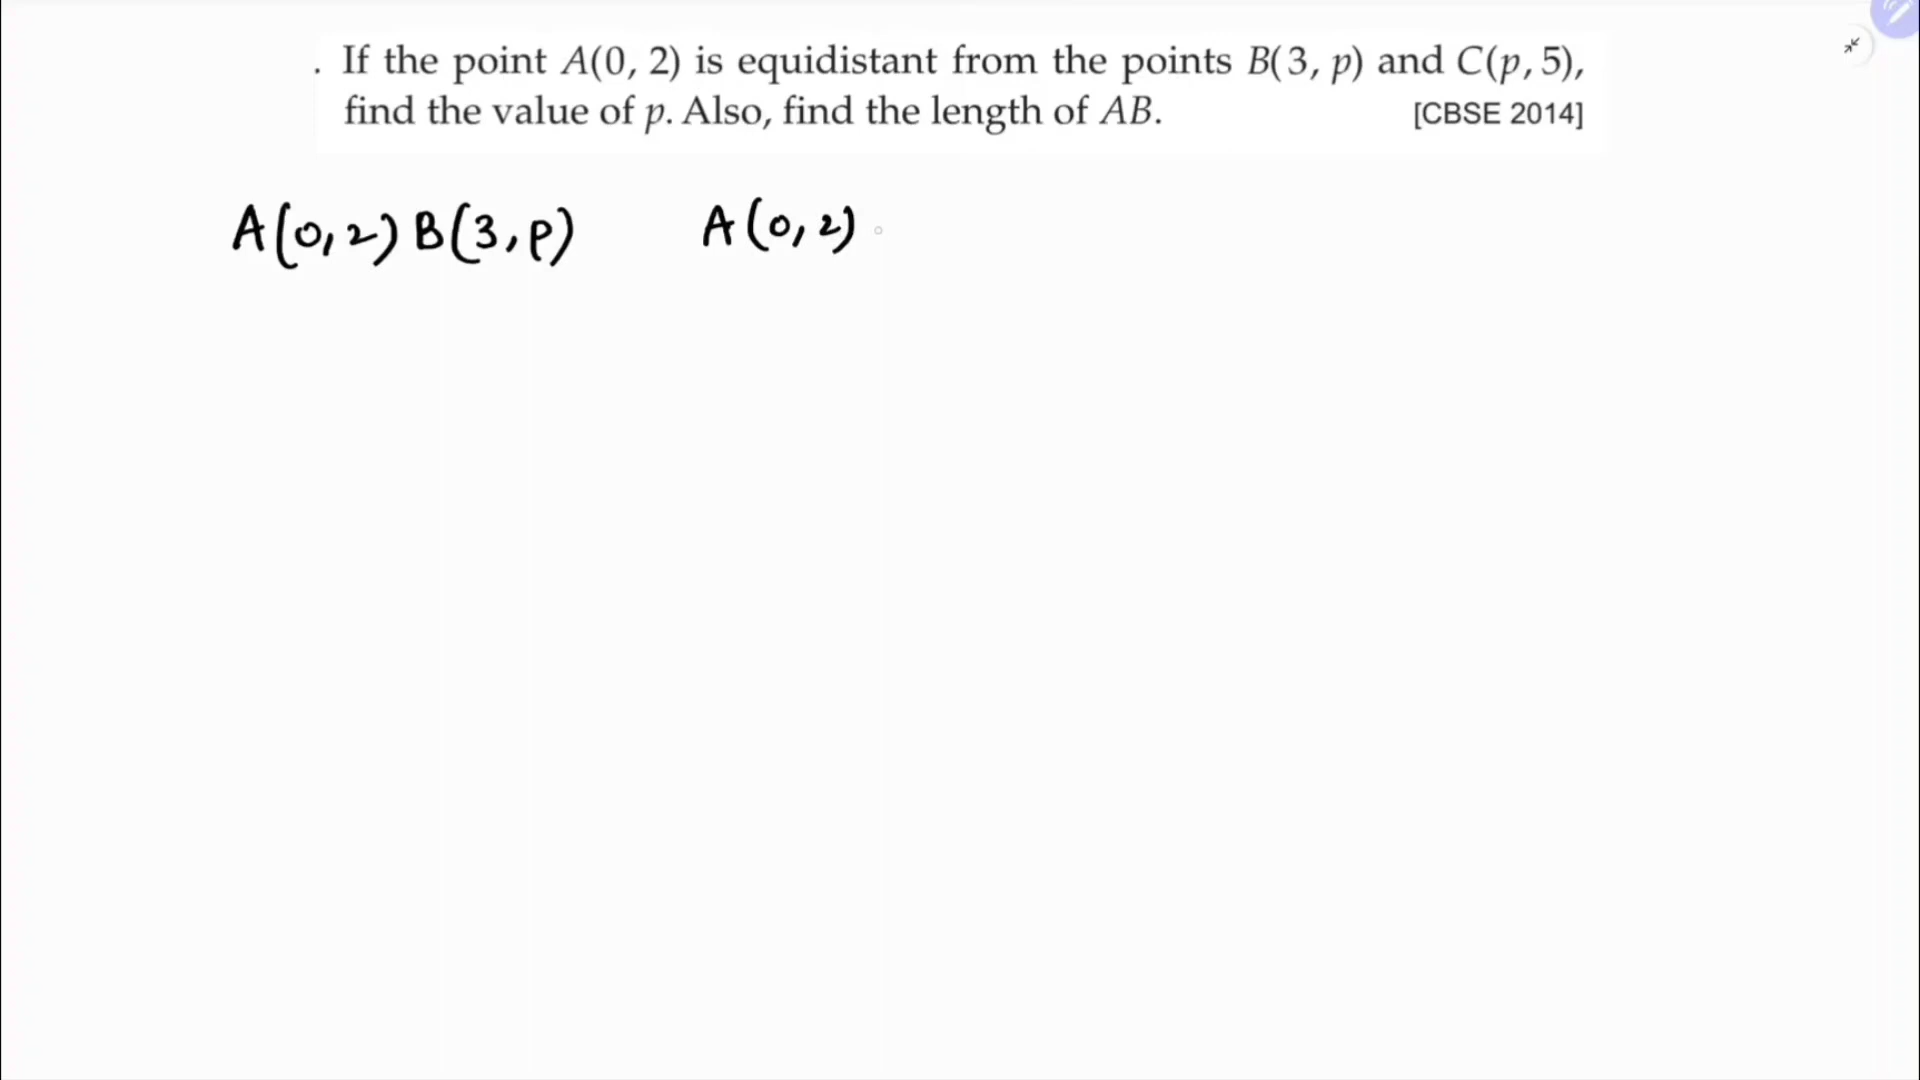 . If the point A(0, 2) is equidistant from the points B(3, p) and C(p, 5),
find the value of p. Also, find the length of AB. [CBSE 2014]
A(0,2) B(3,p) A(0,2)